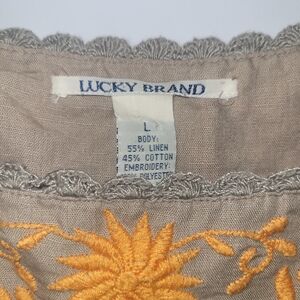 LUCKY BRAND
L
BODY:
55% LINEN
45% COTTON
EMBROIDERY:
POLYESTER